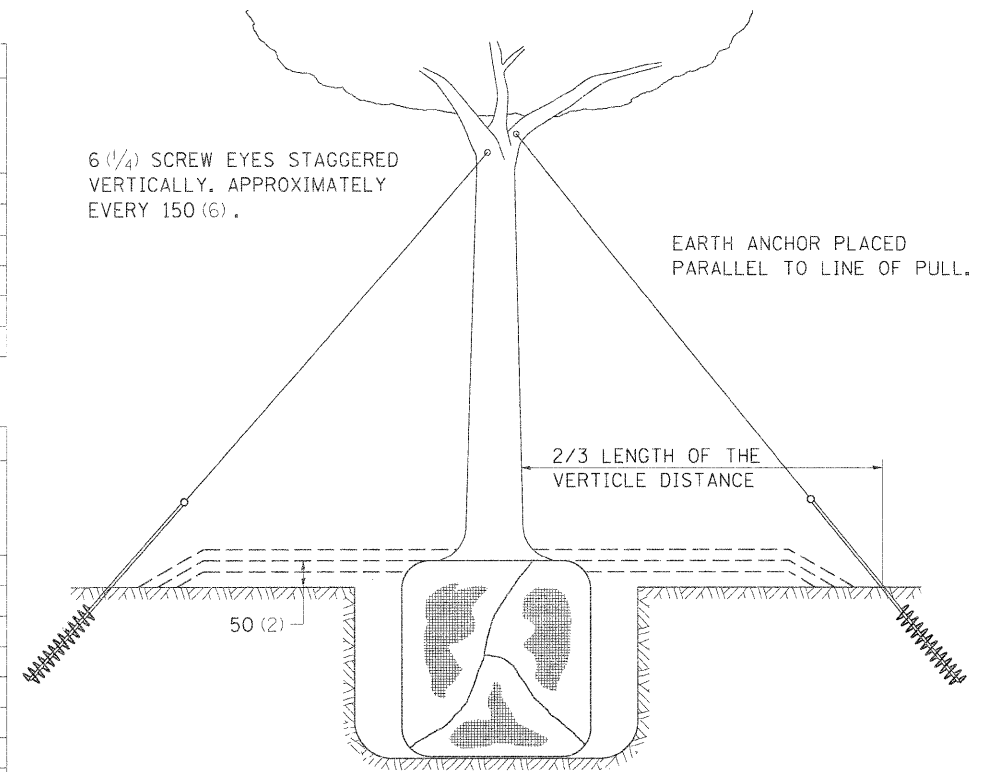 6 (1/4) SCREW EYES STAGGERED
VERTICALLY. APPROXIMATELY
EVERY 150 (6).
EARTH ANCHOR PLACED
PARALLEL TO LINE OF PULL.
2/3 LENGTH OF THE
VERTICLE DISTANCE
50 (2)